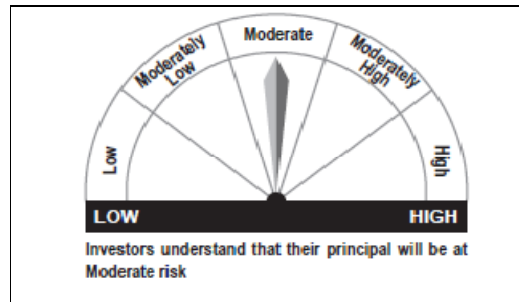 Moderate
Moderately
Low
Moderately
High
Low
High
LOW HIGH
Investors understand that their principal will be at
Moderate risk